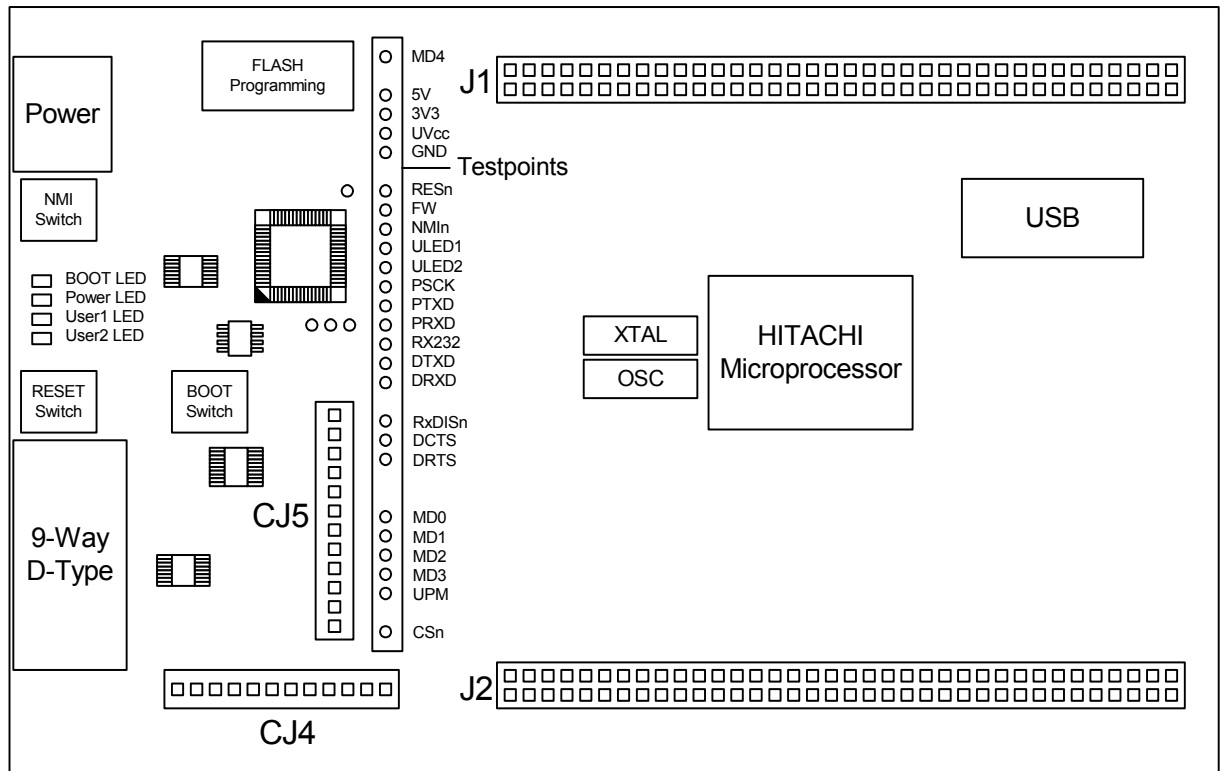 FLASH
Programming
Power
NMI
Switch
BOOT LED
Power LED
User1 LED
User2 LED
RESET
Switch
BOOT
Switch
9-Way
D-Type
CJ5
CJ4
MD4
5V
3V3
UVcc
GND
Testpoints
RESn
FW
NMIn
ULED1
ULED2
PSCK
PTXD
PRXD
RX232
DTXD
DRXD
RxDISn
DCTS
DRTS
MD0
MD1
MD2
MD3
UPM
CSn
J1
USB
XTAL
OSC
HITACHI
Microprocessor
J2